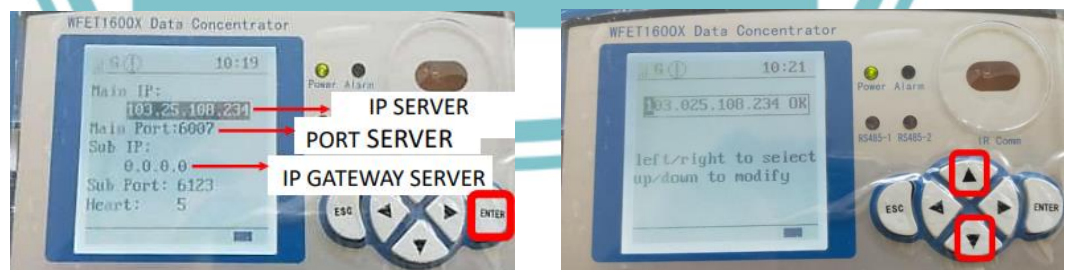 WFET1600X Data Concentrator
G 10:19
Main IP:
103.25.108.234
Main Port:6007
Sub IP:
0.0.0.0
Sub Port: 6123
Heart: 5
Power Alarm
IP SERVER
PORT SERVER
IP GATEWAY SERVER
ESC
ENTER
WFET1600X Data Concentrator
G 10:21
103.025.108.234 OK
left/right to select
up/down to modify
Power Alarm
RS485-1 RS485-2
IR Comm
ESC
ENTER